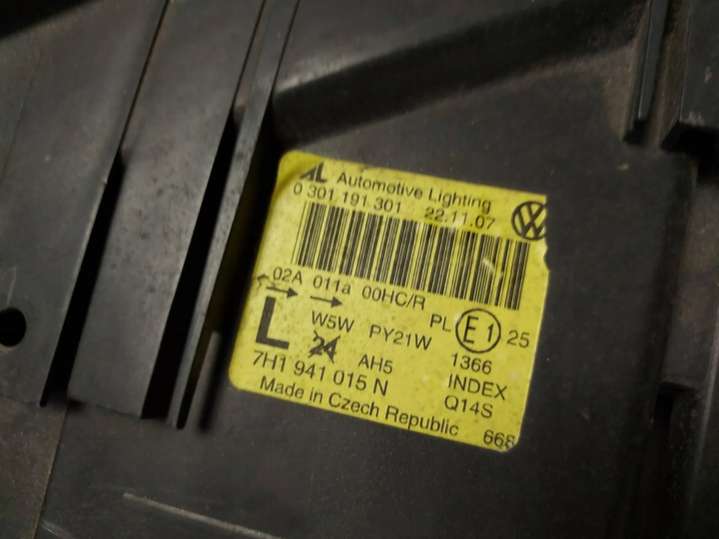 AL Automotive Lighting
0 301 191 301 22.11.07
02A 011a 00HC/R
L W5W PY21W PL E1 25
24 AH5 1366
7H1 941 015 N INDEX
Made in Czech Republic Q14S
668